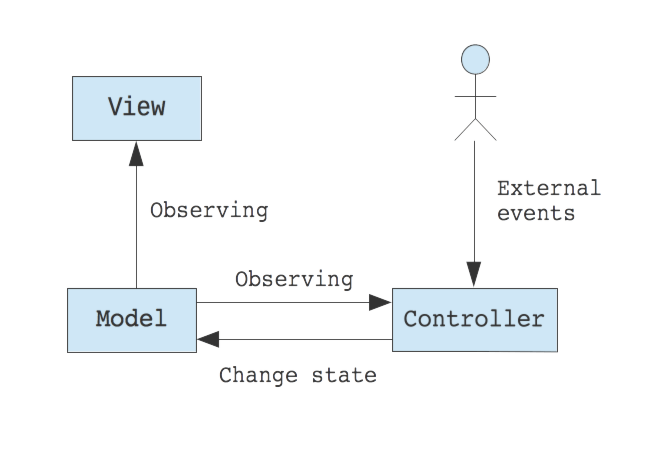 View
External
events
Observing
Observing
Model
Controller
Change state